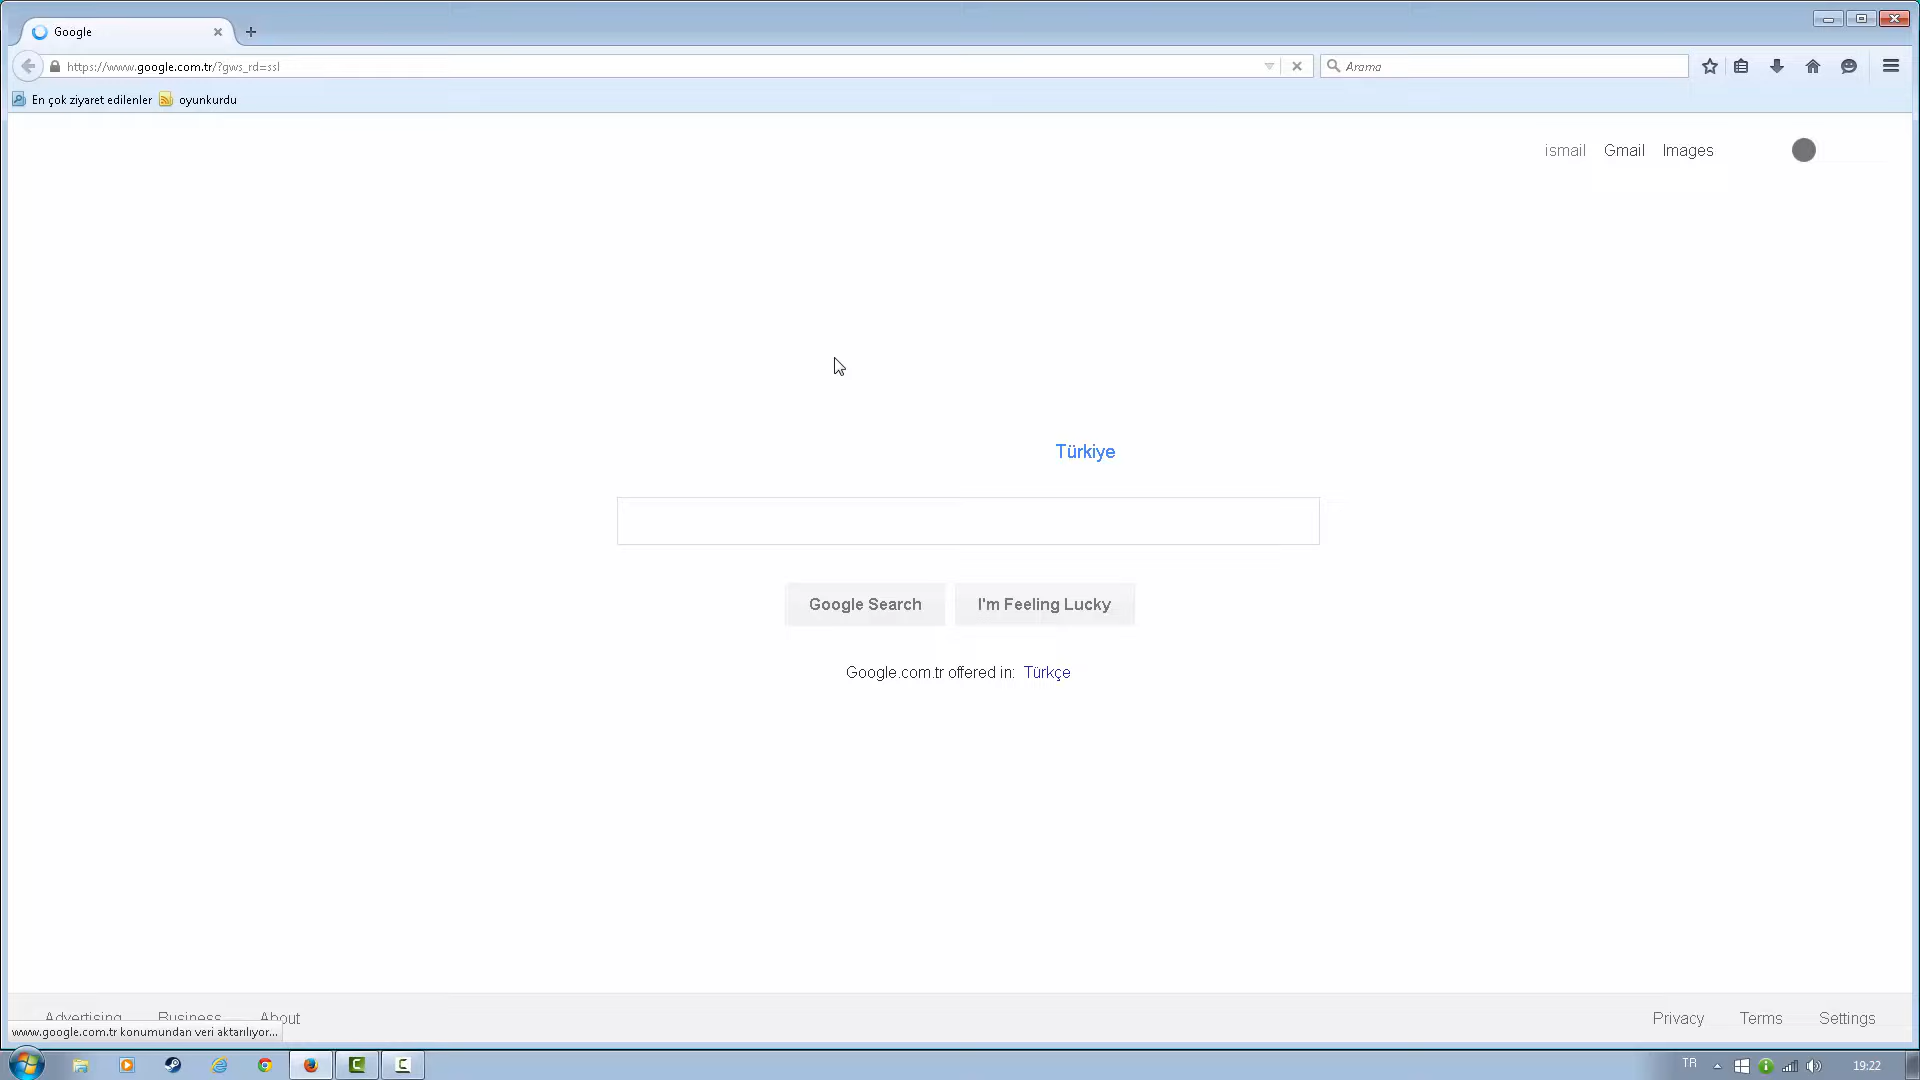 Google
https://www.google.com.tr/?gws_rd=ssl
Arama
En çok ziyaret edilenler
oyunkurdu
ismail Gmail Images
Türkiye
Google Search
I'm Feeling Lucky
Google.com.tr offered in: Türkçe
Advertising Business About
Privacy Terms Settings
www.google.com.tr konumundan veri aktarılıyor...
TR
19:22